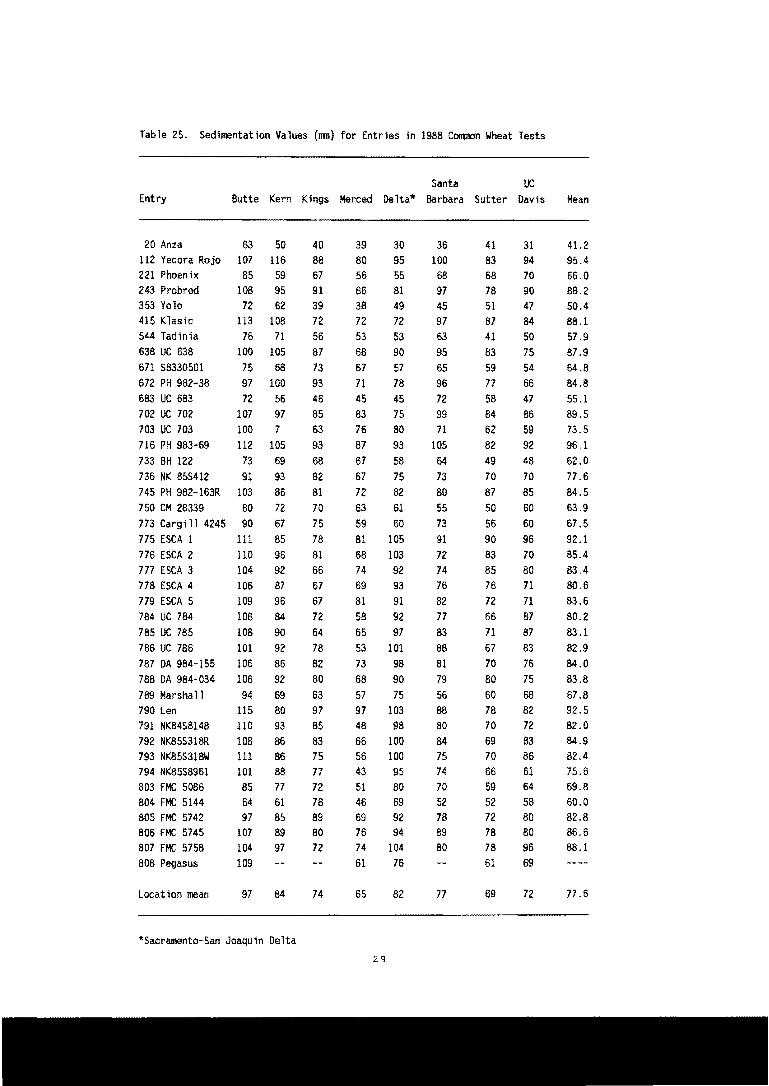 Table 25. Sedimentation Values (mm) for Entries in 1988 Common Wheat Tests
Santa UC
Entry Butte Kern Kings Merced Delta* Barbara Sutter Davis Mean
20 Anza 63 50 40 39 30 36 41 31 41.2
112 Yecora Rojo 107 116 88 80 95 100 83 94 95.4
221 Phoenix 85 59 67 56 55 68 68 70 66.0
243 Probred 108 95 91 66 81 97 78 90 88.2
353 Yolo 72 62 39 38 49 45 51 47 50.4
415 Klasic 113 108 72 72 72 97 87 84 88.1
544 Tadinia 76 71 56 53 53 63 41 50 57.9
638 UC 638 100 105 87 68 90 95 83 75 87.9
671 S8330501 75 68 73 67 57 65 59 54 64.8
672 PH 982-38 97 100 93 71 78 96 77 66 84.8
683 UC 683 72 56 46 45 45 72 58 47 55.1
702 UC 702 107 97 85 83 75 99 84 86 89.5
703 UC 703 100 7 63 76 80 71 62 59 73.5
716 PH 983-69 112 105 93 87 93 105 82 92 96.1
733 BH 122 73 69 68 67 58 64 49 48 62.0
736 NK 85S412 91 93 82 67 75 73 70 70 77.6
745 PH 982-163R 103 86 81 72 82 80 87 85 84.5
750 CM 28339 80 72 70 63 61 55 50 60 63.9
773 Cargill 4245 90 67 75 59 60 73 56 60 67.5
775 ESCA 1 111 85 78 81 105 91 90 96 92.1
776 ESCA 2 110 96 81 68 103 72 83 70 85.4
777 ESCA 3 104 92 66 74 92 74 85 80 83.4
778 ESCA 4 106 87 67 69 93 76 76 71 80.6
779 ESCA 5 109 96 67 81 91 82 72 71 83.6
784 UC 784 106 84 72 58 92 77 66 87 80.2
785 UC 785 108 90 64 65 97 83 71 87 83.1
786 UC 786 101 92 78 53 101 88 67 83 82.9
787 DA 984-155 106 86 82 73 98 81 70 76 84.0
788 DA 984-034 106 92 80 68 90 79 80 75 83.8
789 Marshall 94 69 63 57 75 56 60 68 67.8
790 Len 115 80 97 97 103 88 78 82 92.5
791 NK84S8148 110 93 85 48 98 80 70 72 82.0
792 NK85S318R 108 86 83 66 100 84 69 83 84.9
793 NK85S318W 111 86 75 56 100 75 70 86 82.4
794 NK85S8961 101 88 77 43 95 74 66 61 75.6
803 FMC 5086 85 77 72 51 80 70 59 64 69.8
804 FMC 5144 64 61 78 46 69 52 52 58 60.0
805 FMC 5742 97 85 89 69 92 78 72 80 82.8
806 FMC 5745 107 89 80 76 94 89 78 80 86.6
807 FMC 5758 104 97 72 74 104 80 78 96 88.1
808 Pegasus 109 -- -- 61 76 -- 61 69 ----
Location mean 97 84 74 65 82 77 69 72 77.5
*Sacramento-San Joaquin Delta
29